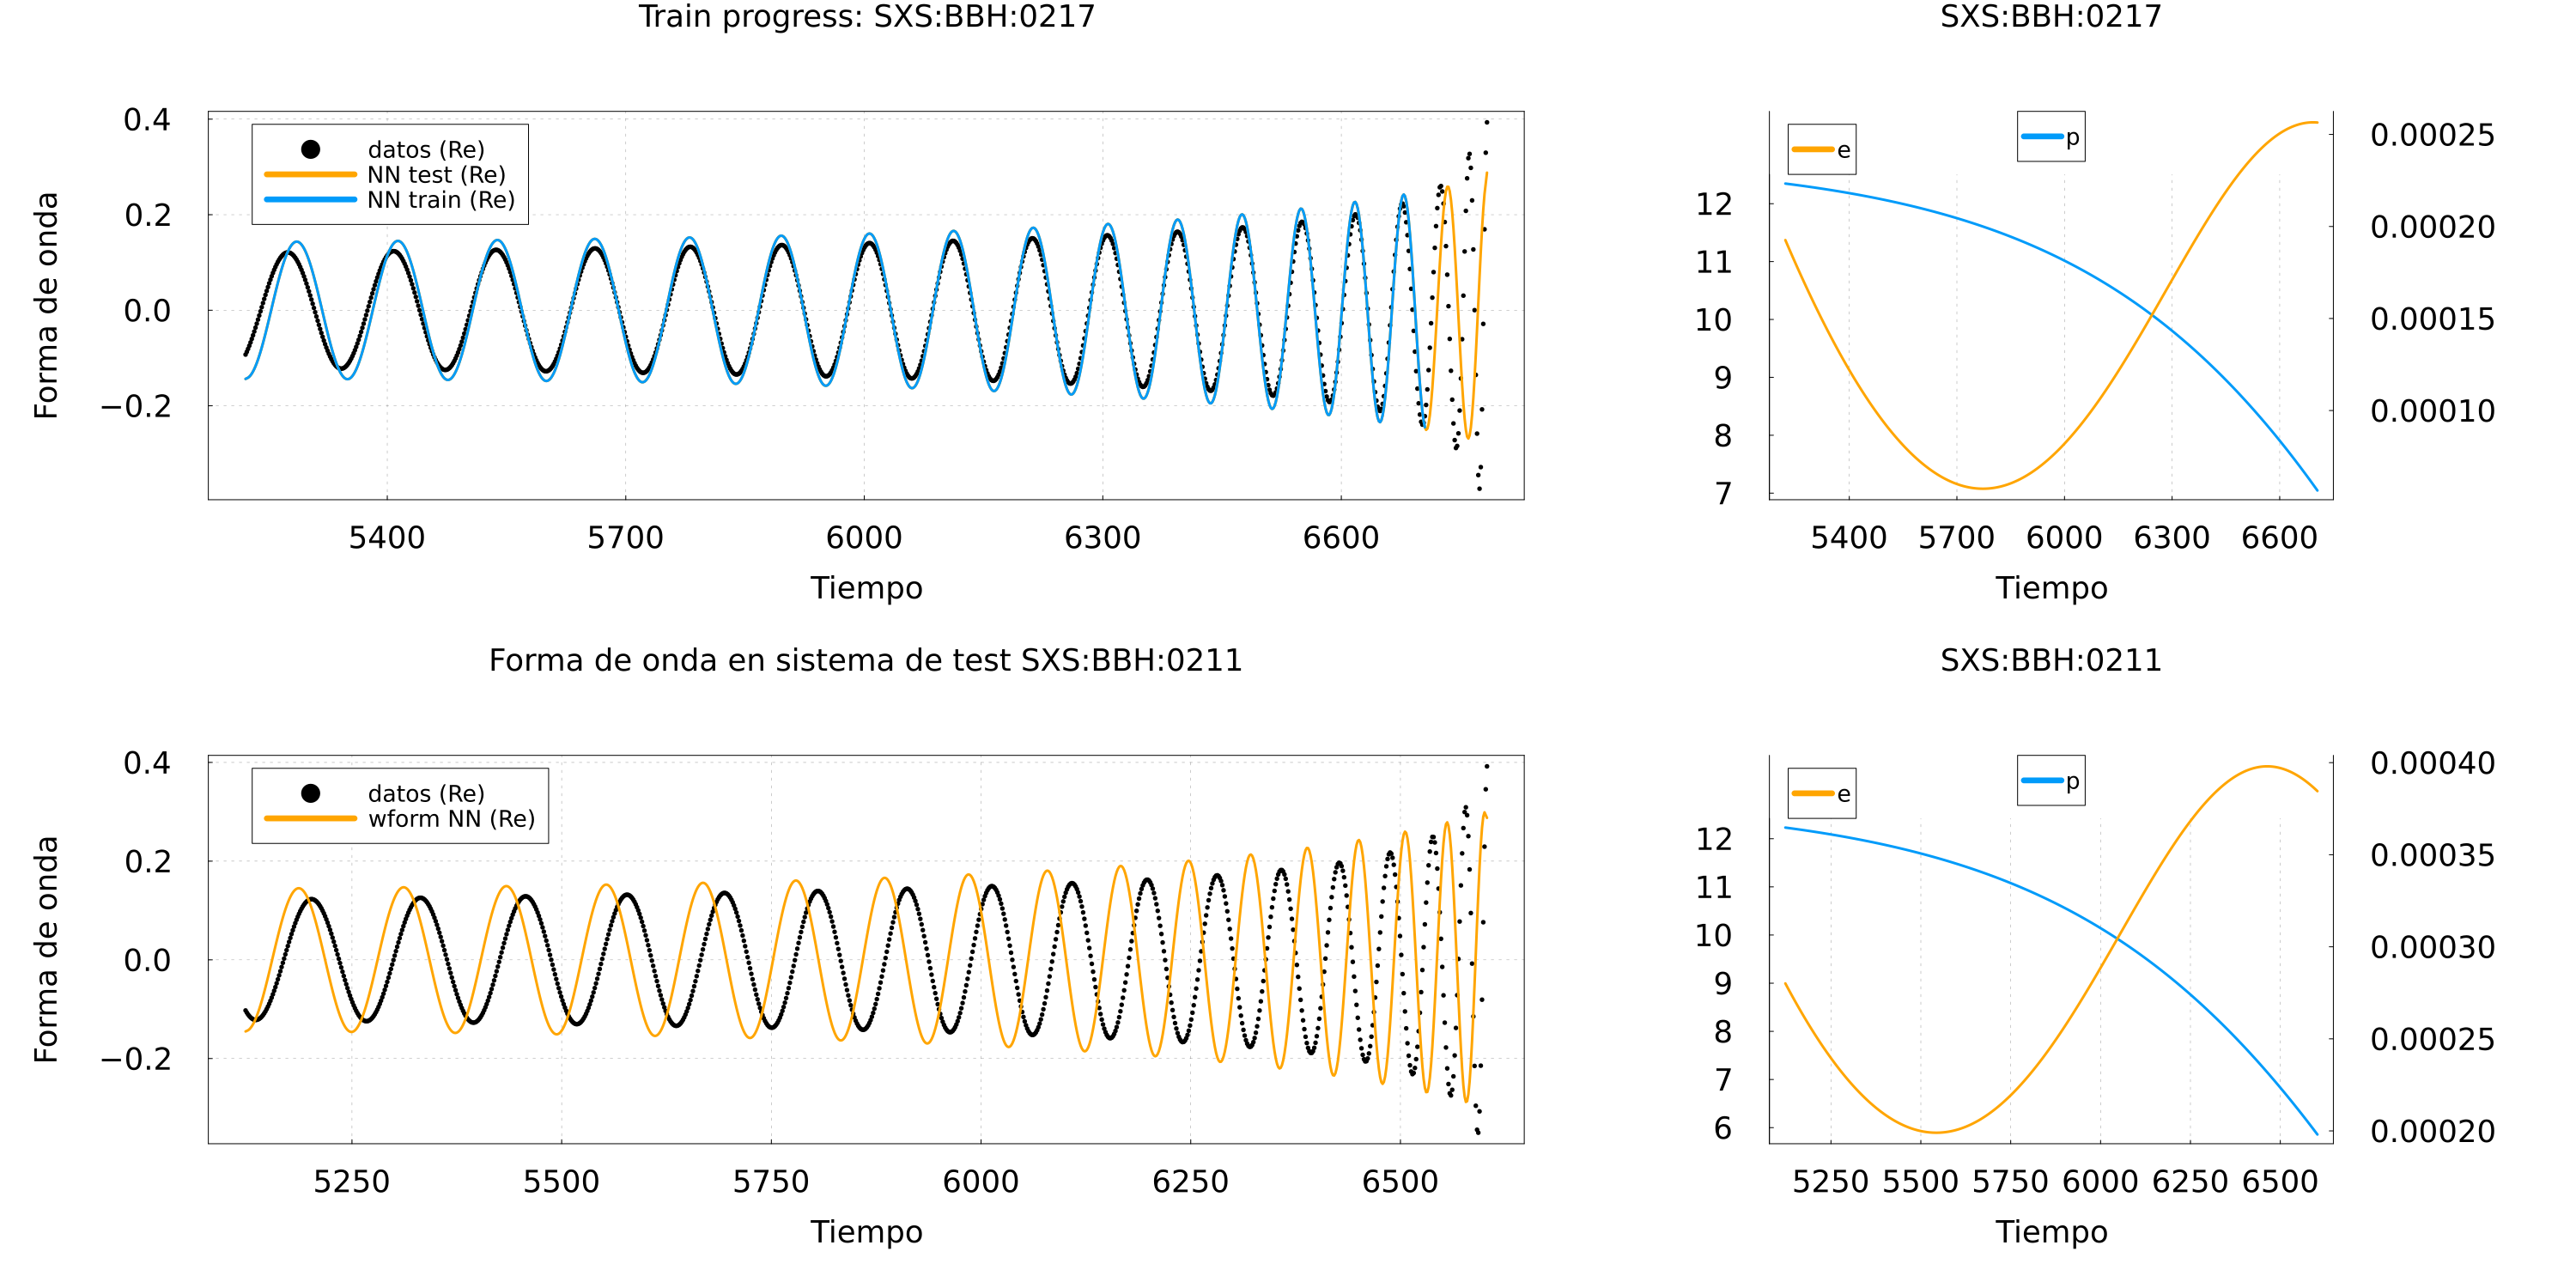 Train progress: SXS:BBH:0217
Forma de onda
0.4
0.2
0.0
−0.2
datos (Re)
NN test (Re)
NN train (Re)
5400 5700 6000 6300 6600
Tiempo
SXS:BBH:0217
e
p
12
11
10
9
8
7
0.00025
0.00020
0.00015
0.00010
5400 5700 6000 6300 6600
Tiempo
Forma de onda en sistema de test SXS:BBH:0211
Forma de onda
0.4
0.2
0.0
−0.2
datos (Re)
wform NN (Re)
5250 5500 5750 6000 6250 6500
Tiempo
SXS:BBH:0211
e
p
12
11
10
9
8
7
6
0.00040
0.00035
0.00030
0.00025
0.00020
5250 5500 5750 6000 6250 6500
Tiempo